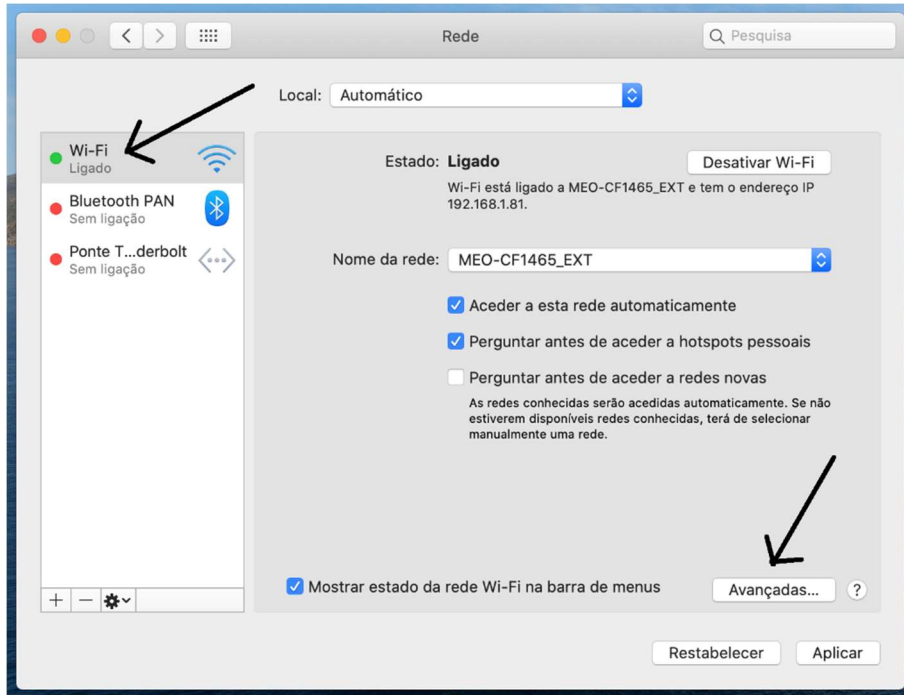 Rede
Pesquisa
Local: Automático
Wi-Fi
Ligado
Bluetooth PAN
Sem ligação
Ponte T...derbolt
Sem ligação
Estado: Ligado
Desativar Wi-Fi
Wi-Fi está ligado a MEO-CF1465_EXT e tem o endereço IP
192.168.1.81.
Nome da rede: MEO-CF1465_EXT
Aceder a esta rede automaticamente
Perguntar antes de aceder a hotspots pessoais
Perguntar antes de aceder a redes novas
As redes conhecidas serão acedidas automaticamente. Se não
estiverem disponíveis redes conhecidas, terá de selecionar
manualmente uma rede.
Mostrar estado da rede Wi-Fi na barra de menus
Avançadas...
?
Restabelecer
Aplicar